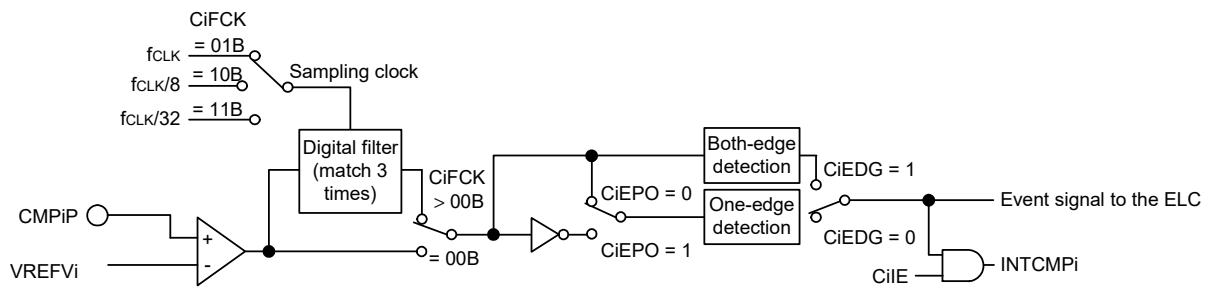 CiFCK
fCLK = 01B
fCLK/8 = 10B
fCLK/32 = 11B
Sampling clock
Digital filter
(match 3
times)
CiFCK
> 00B
= 00B
CMPiP
VREFVi
+
-
CiEPO = 0
CiEPO = 1
Both-edge
detection
One-edge
detection
CiEDG = 1
CiEDG = 0
Event signal to the ELC
CiIE
INTCMPi